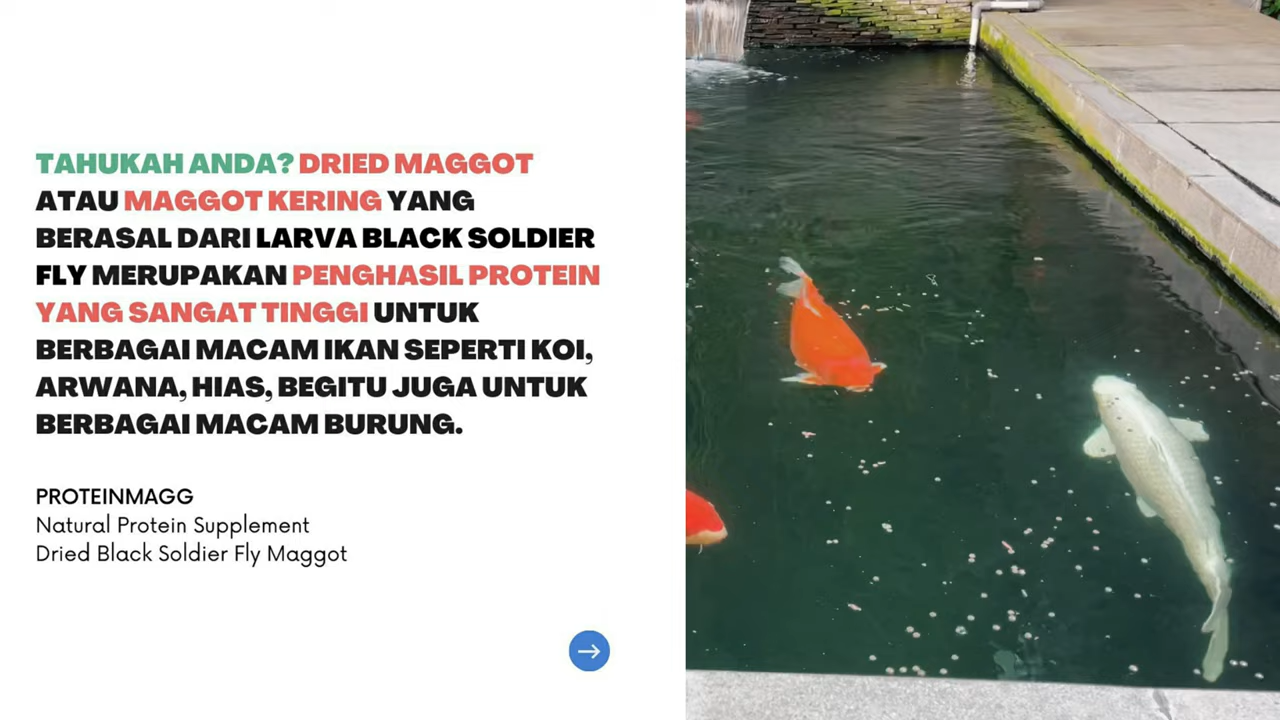 TAHUKAH ANDA? DRIED MAGGOT
ATAU MAGGOT KERING YANG
BERASAL DARI LARVA BLACK SOLDIER
FLY MERUPAKAN PENGHASIL PROTEIN
YANG SANGAT TINGGI UNTUK
BERBAGAI MACAM IKAN SEPERTI KOI,
ARWANA, HIAS, BEGITU JUGA UNTUK
BERBAGAI MACAM BURUNG.
PROTEINMAGG
Natural Protein Supplement
Dried Black Soldier Fly Maggot